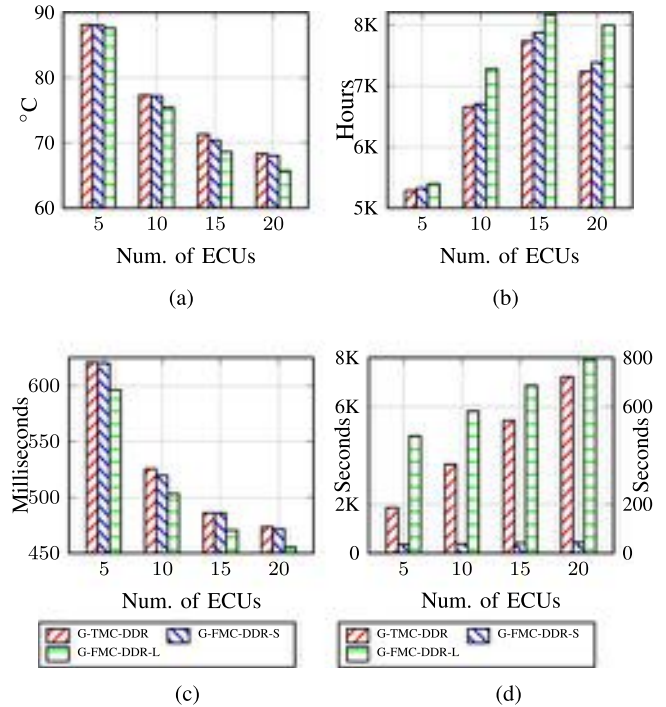 90
80
70
60
°C
5 10 15 20
Num. of ECUs
(a)
8K
7K
6K
5K
Hours
5 10 15 20
Num. of ECUs
(b)
600
550
500
450
Milliseconds
5 10 15 20
Num. of ECUs
G-TMC-DDR G-FMC-DDR-S
G-FMC-DDR-L
(c)
8K
6K
2K
0
Seconds
800
600
200
0
Seconds
5 10 15 20
Num. of ECUs
G-TMC-DDR G-FMC-DDR-S
G-FMC-DDR-L
(d)